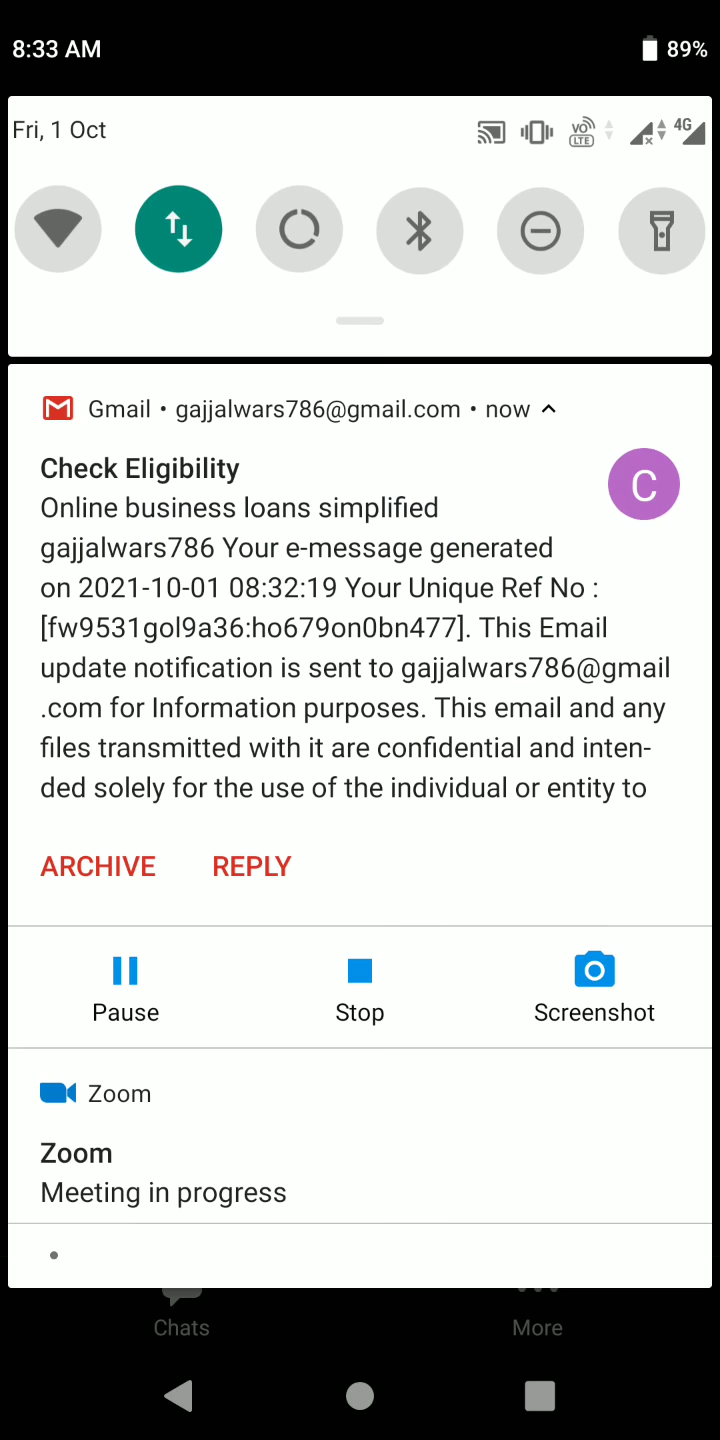 8:33 AM
89%
Fri, 1 Oct
VO LTE
4G
Gmail • gajjalwars786@gmail.com • now
Check Eligibility
C
Online business loans simplified
gajjalwars786 Your e-message generated
on 2021-10-01 08:32:19 Your Unique Ref No :
[fw9531gol9a36:ho679on0bn477]. This Email
update notification is sent to gajjalwars786@gmail
.com for Information purposes. This email and any
files transmitted with it are confidential and inten-
ded solely for the use of the individual or entity to
ARCHIVE REPLY
Pause Stop Screenshot
Zoom
Zoom
Meeting in progress
Chats More